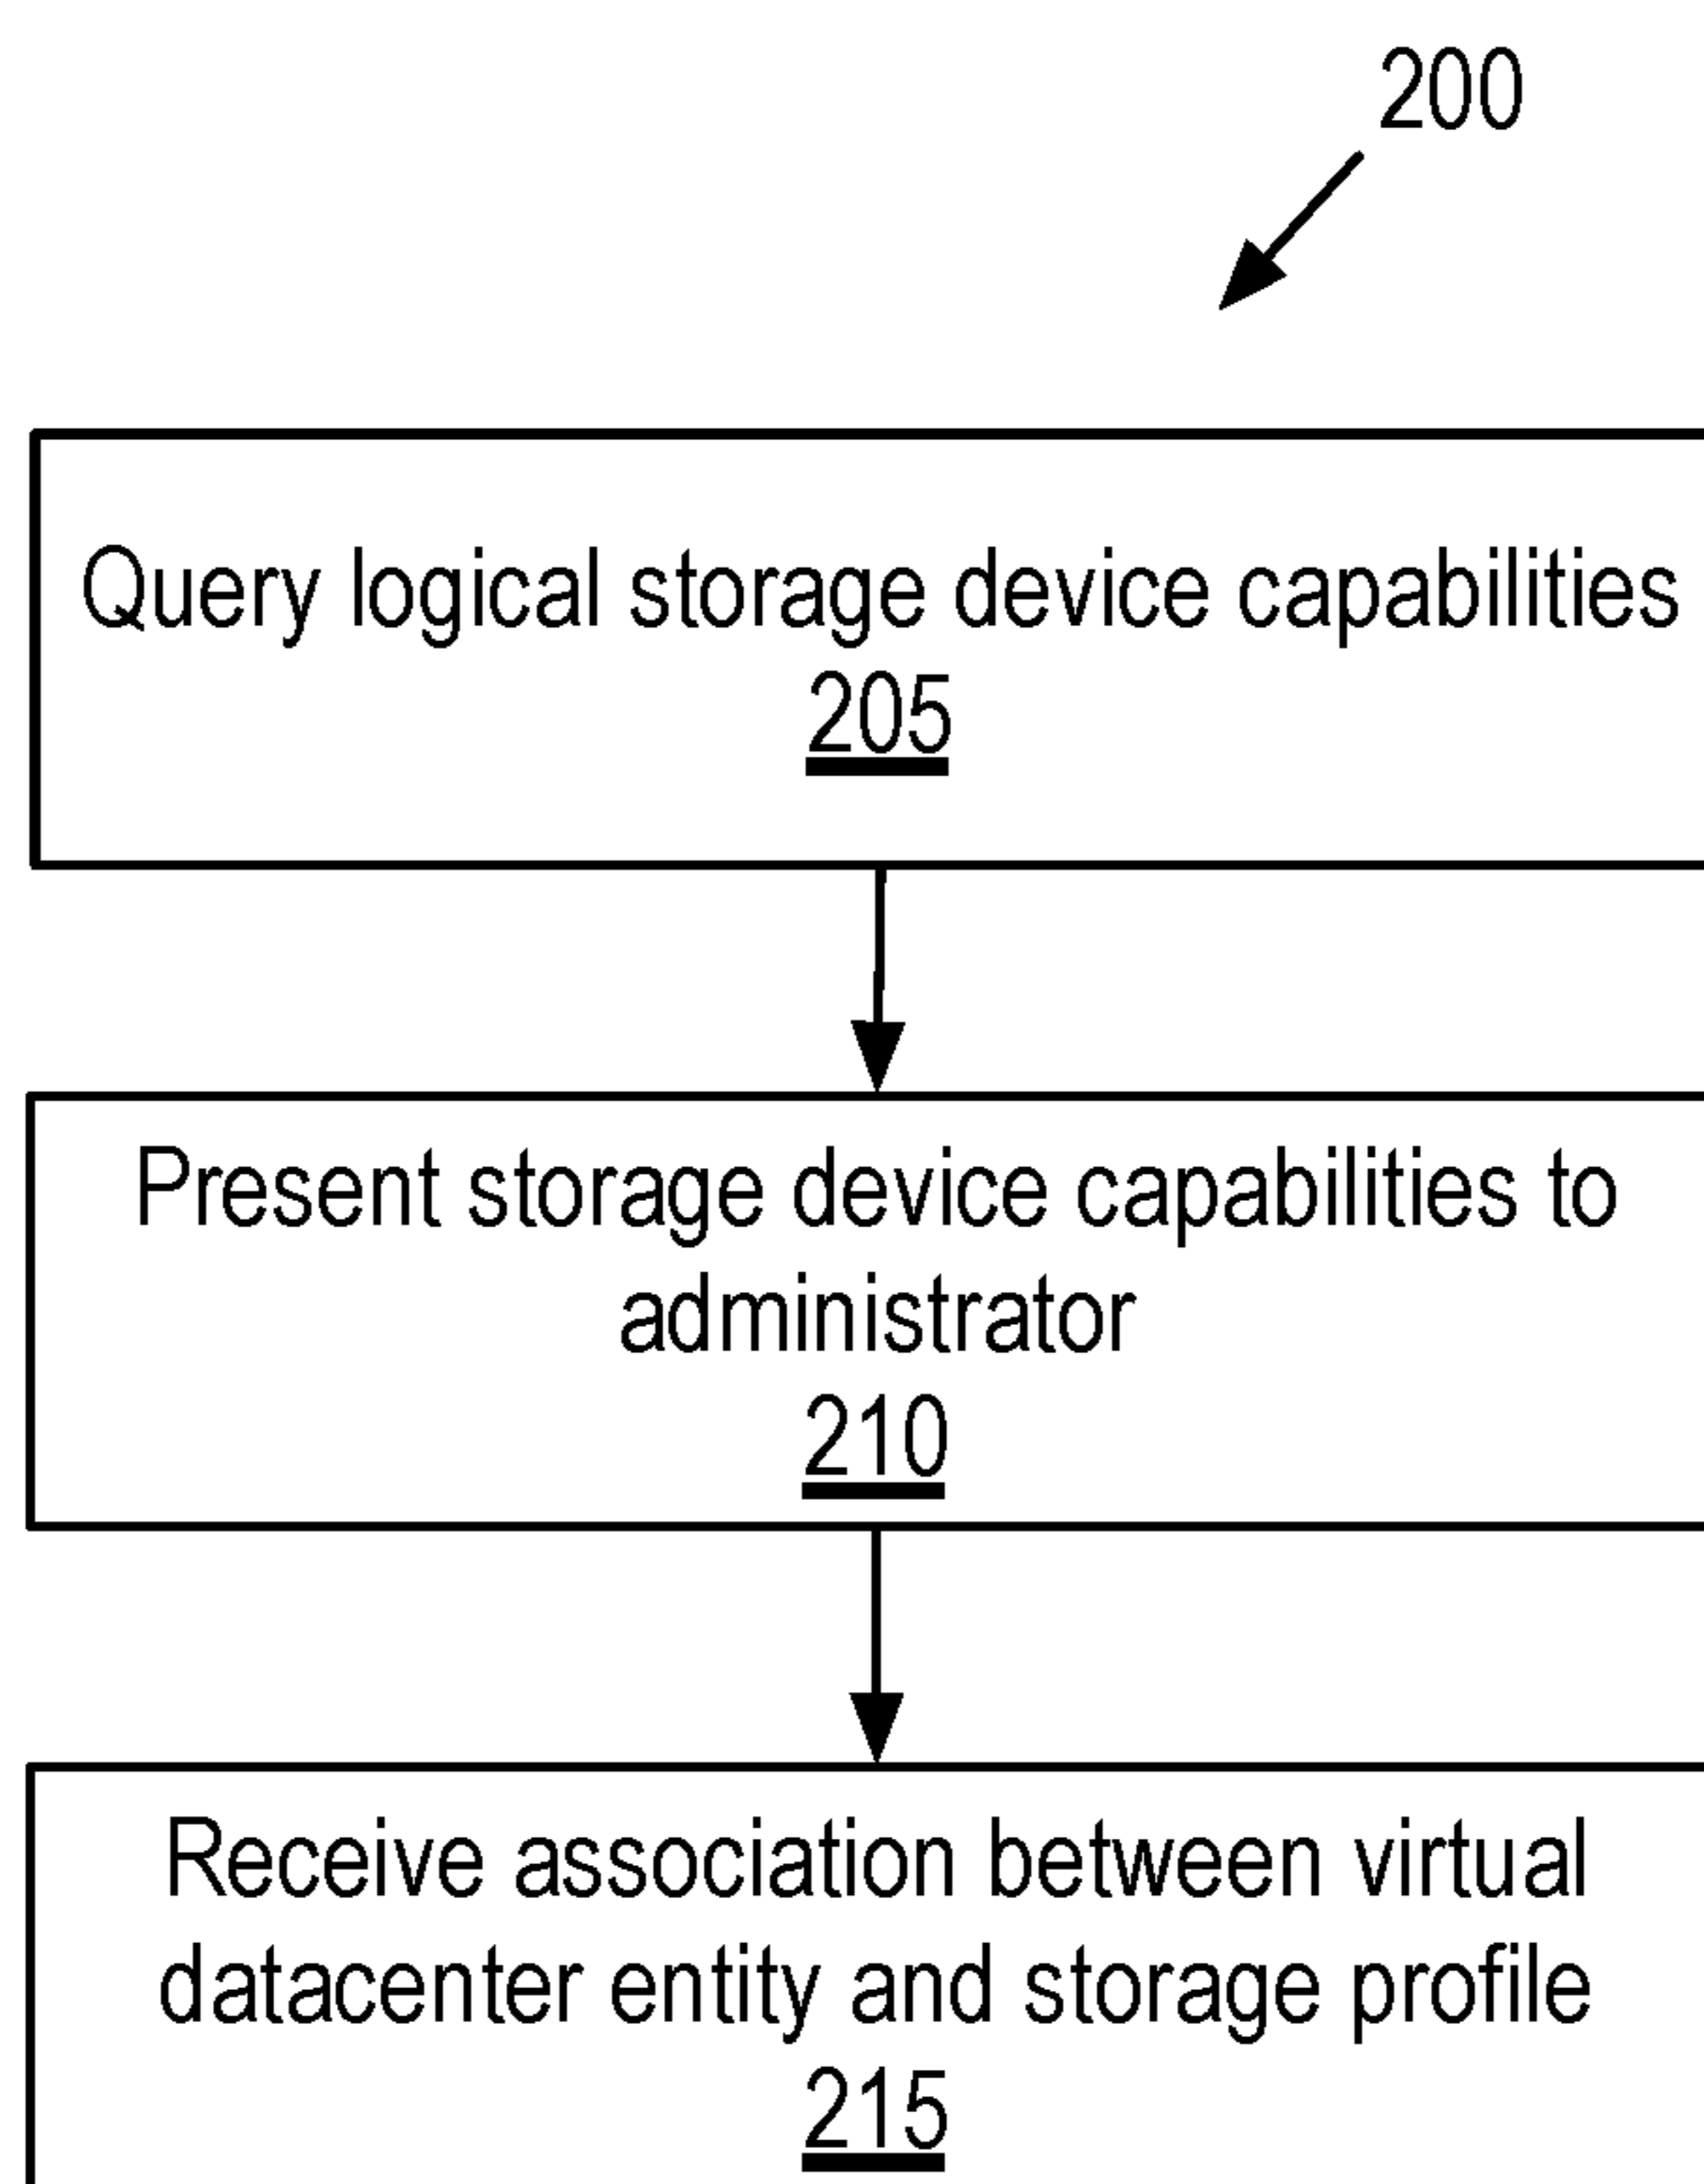 200
Query logical storage device capabilities
205
Present storage device capabilities to
administrator
210
Receive association between virtual
datacenter entity and storage profile
215